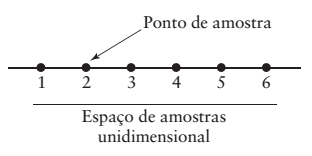 Ponto de amostra
1 2 3 4 5 6
Espaço de amostras
unidimensional